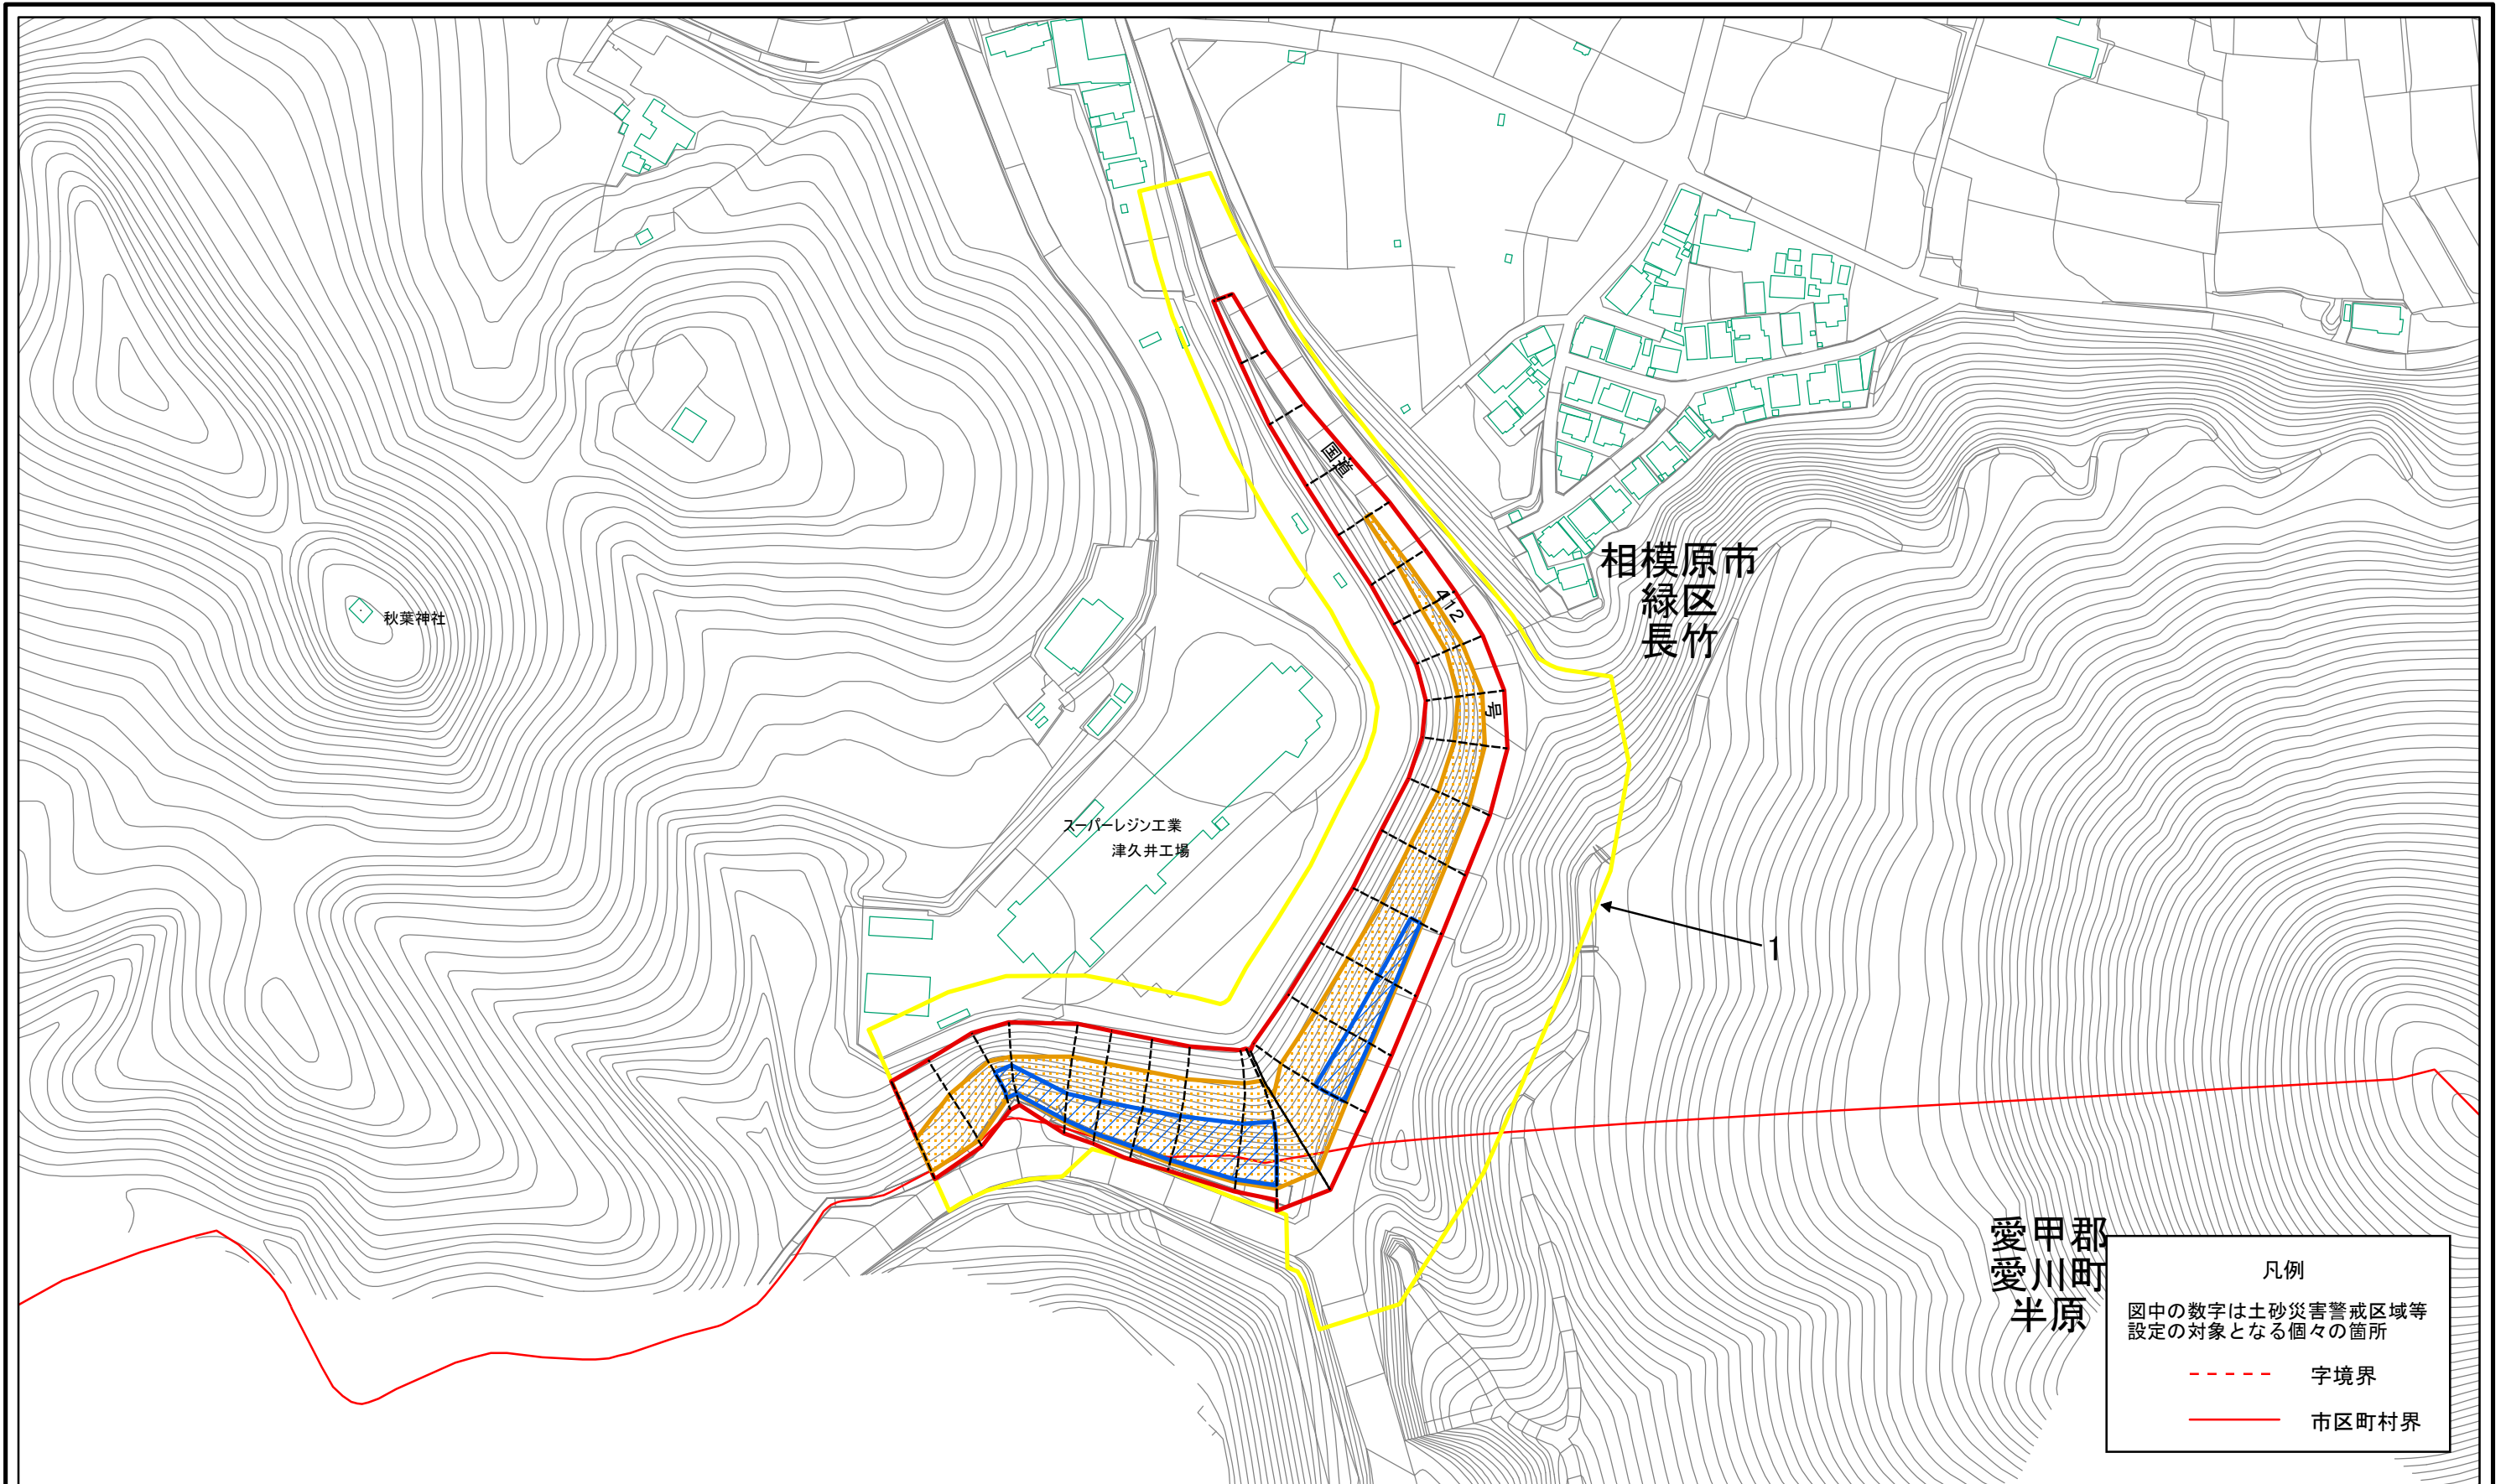 国道
412
号
相模原市
緑区
長竹
秋葉神社
スーパーレジン工業
津久井工場
1
愛甲郡
愛川町
半原
凡例
図中の数字は土砂災害警戒区域等
設定の対象となる個々の箇所
字境界
市区町村界